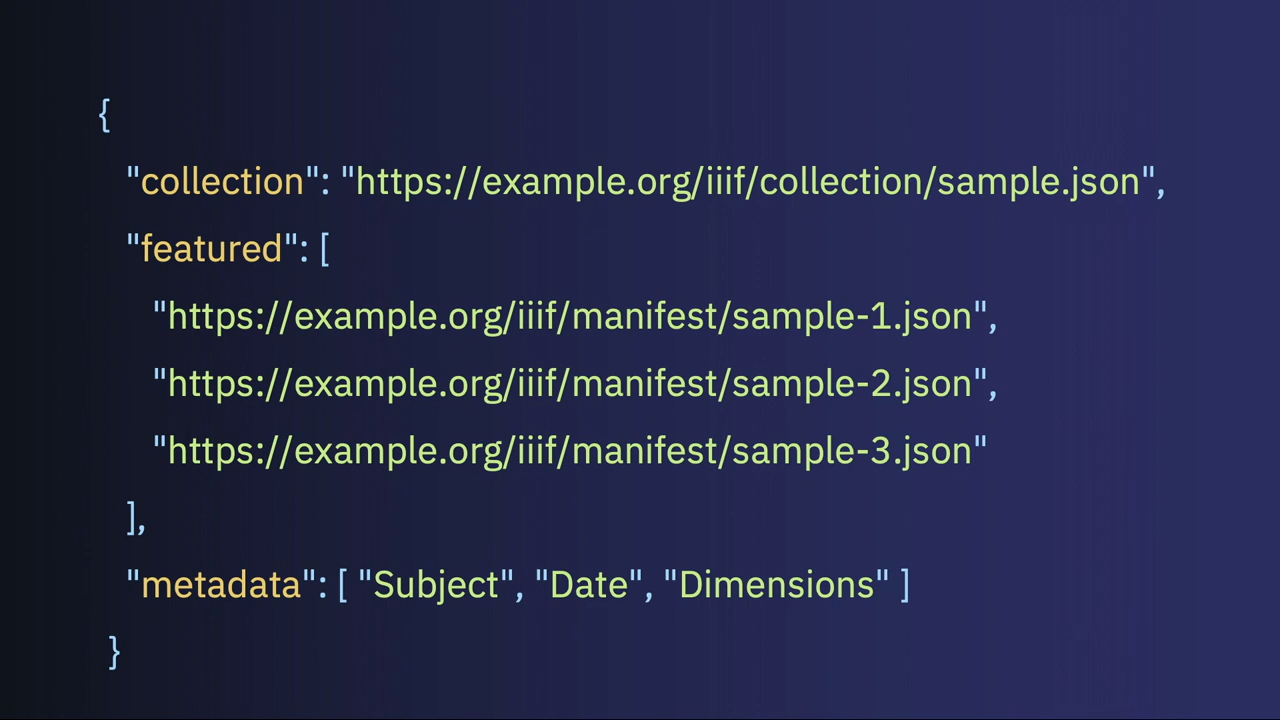 {
"collection": "https://example.org/iiif/collection/sample.json",
"featured": [
"https://example.org/iiif/manifest/sample-1.json",
"https://example.org/iiif/manifest/sample-2.json",
"https://example.org/iiif/manifest/sample-3.json"
],
"metadata": [ "Subject", "Date", "Dimensions" ]
}